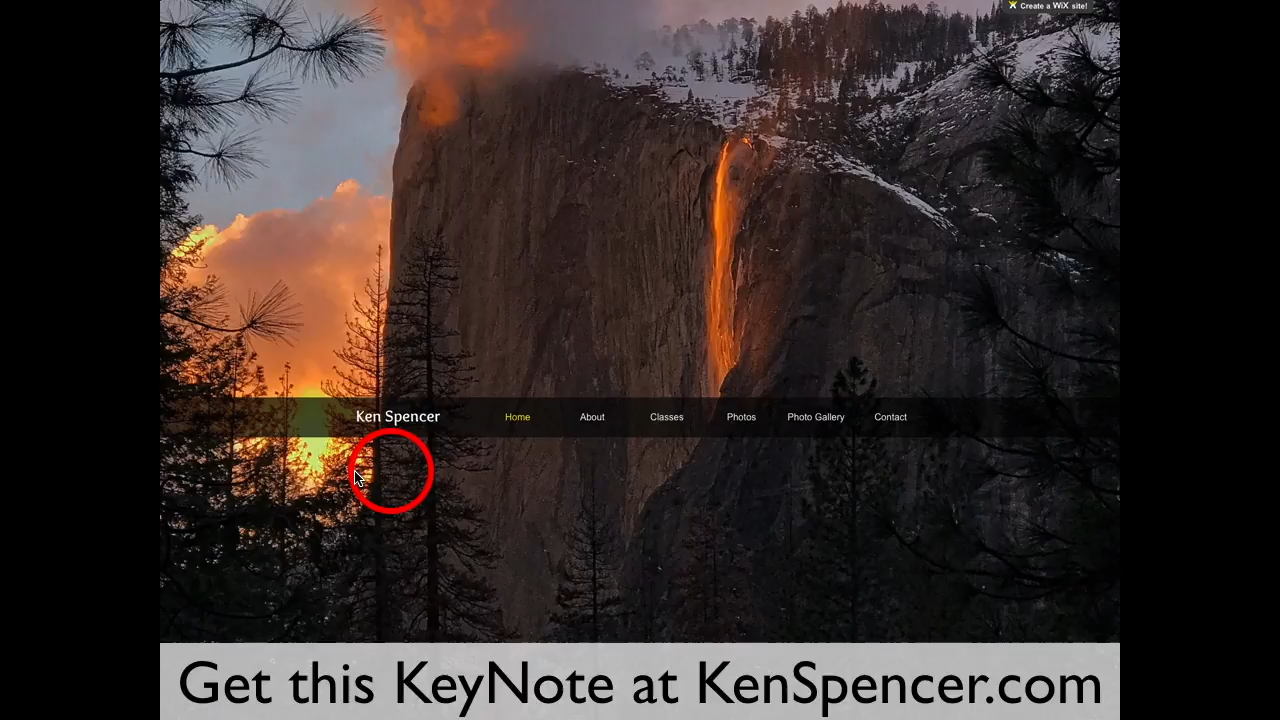 Create a WiX site!
Ken Spencer Home About Classes Photos Photo Gallery Contact
Get this KeyNote at KenSpencer.com